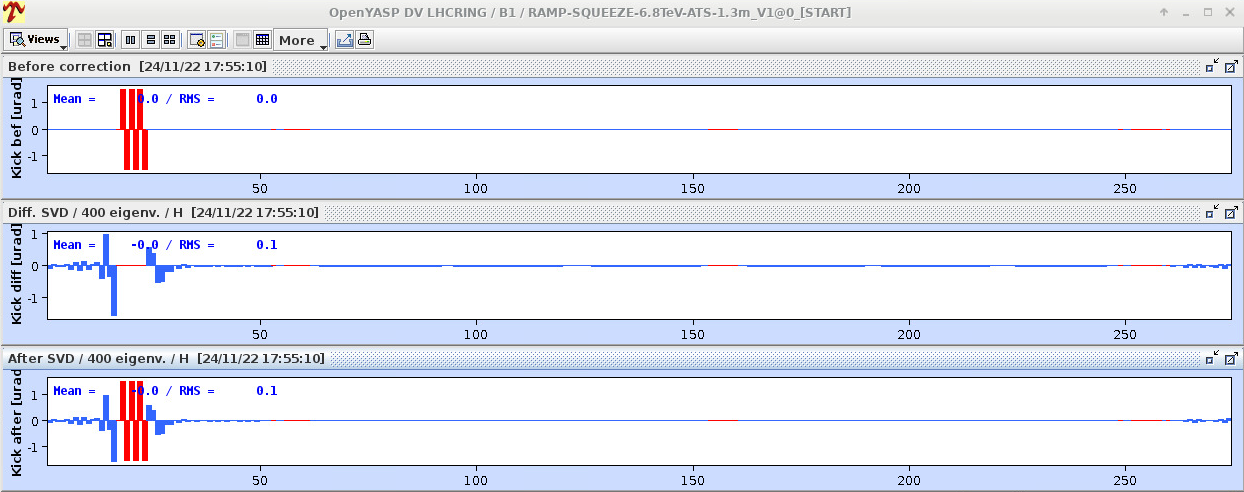 OpenYASP DV LHCRING / B1 / RAMP-SQUEEZE-6.8TeV-ATS-1.3m_V1@0_[START]
Views
More
Before correction [24/11/22 17:55:10]
Kick bef [urad]
Mean = 0.0 / RMS = 0.0
1
0
-1
50 100 150 200 250
Diff. SVD / 400 eigenv. / H [24/11/22 17:55:10]
Kick diff [urad]
Mean = -0.0 / RMS = 0.1
1
0
-1
50 100 150 200 250
After SVD / 400 eigenv. / H [24/11/22 17:55:10]
Kick after [urad]
Mean = -0.0 / RMS = 0.1
1
0
-1
50 100 150 200 250